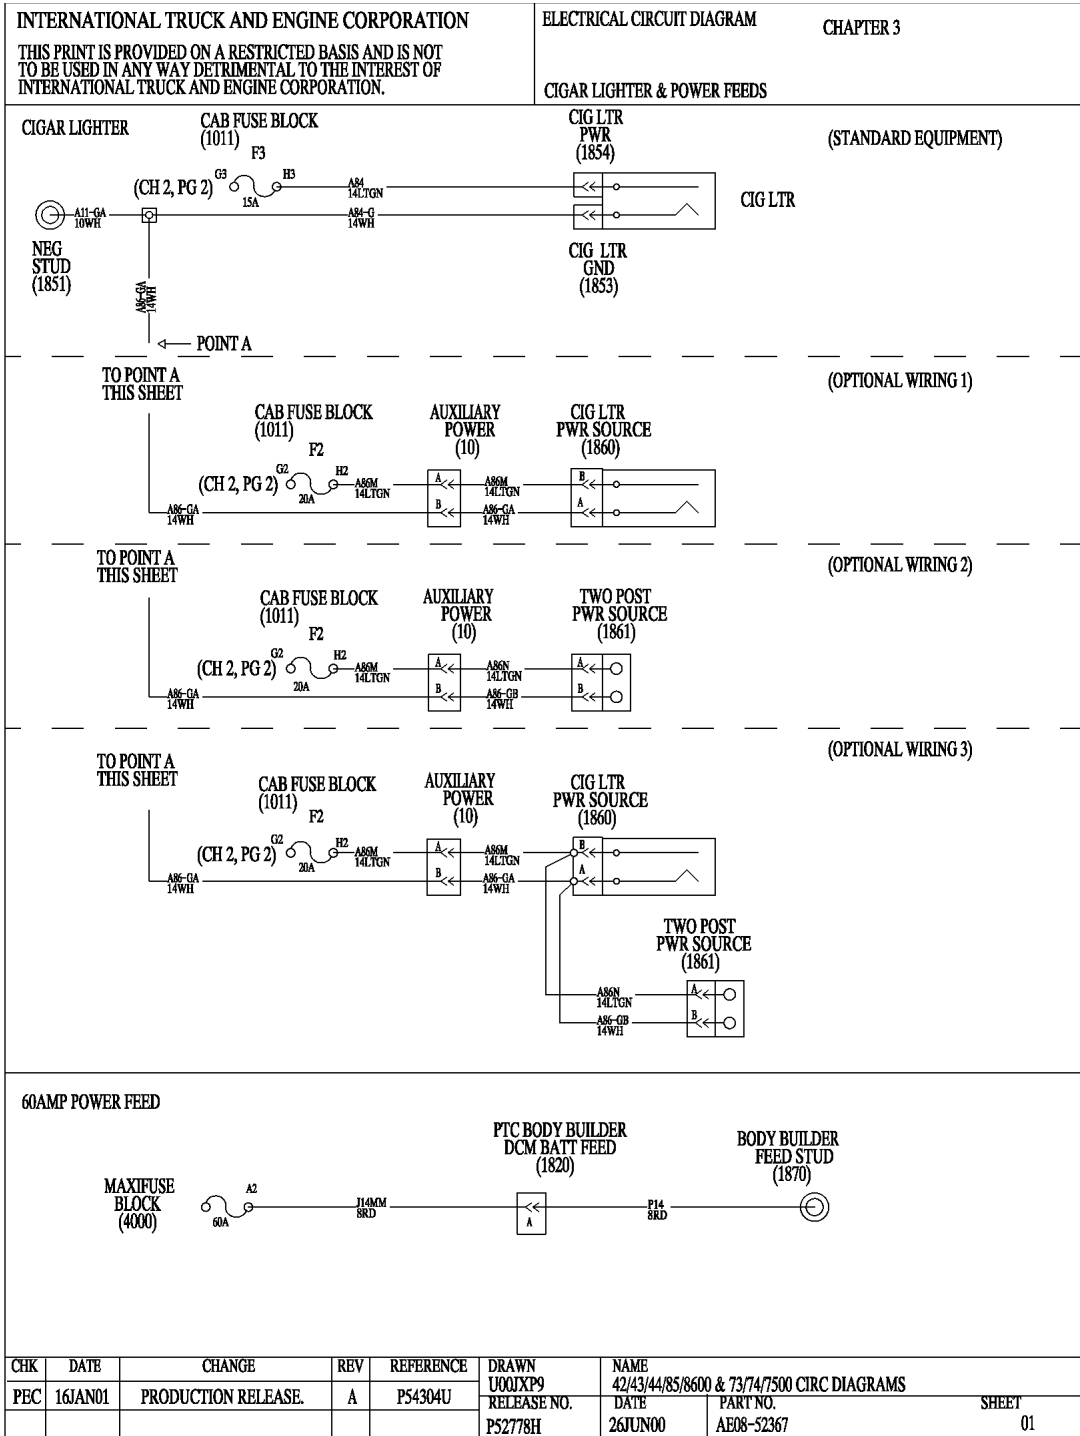 INTERNATIONAL TRUCK AND ENGINE CORPORATION
THIS PRINT IS PROVIDED ON A RESTRICTED BASIS AND IS NOT
TO BE USED IN ANY WAY DETRIMENTAL TO THE INTEREST OF
INTERNATIONAL TRUCK AND ENGINE CORPORATION.
ELECTRICAL CIRCUIT DIAGRAM
CHAPTER 3
CIGAR LIGHTER & POWER FEEDS
CIGAR LIGHTER
CAB FUSE BLOCK
(1011)
F3
CIG LTR
PWR
(1854)
(STANDARD EQUIPMENT)
(CH 2, PG 2)
G3
H3
15A
A84
14LTGN
CIG LTR
A11-GA
10WH
A84-G
14WH
NEG
STUD
(1851)
CIG LTR
GND
(1853)
A86-GA
14WH
POINT A
TO POINT A
THIS SHEET
(OPTIONAL WIRING 1)
CAB FUSE BLOCK
(1011)
F2
AUXILIARY
POWER
(10)
CIG LTR
PWR SOURCE
(1860)
(CH 2, PG 2)
G2
H2
20A
A86M
14LTGN
A
A86M
14LTGN
B
A86-GA
14WH
B
A86-GA
14WH
A
TO POINT A
THIS SHEET
(OPTIONAL WIRING 2)
CAB FUSE BLOCK
(1011)
F2
AUXILIARY
POWER
(10)
TWO POST
PWR SOURCE
(1861)
(CH 2, PG 2)
G2
H2
20A
A86M
14LTGN
A
A86N
14LTGN
A
A86-GA
14WH
B
A86-GB
14WH
B
TO POINT A
THIS SHEET
(OPTIONAL WIRING 3)
CAB FUSE BLOCK
(1011)
F2
AUXILIARY
POWER
(10)
CIG LTR
PWR SOURCE
(1860)
(CH 2, PG 2)
G2
H2
20A
A86M
14LTGN
A
A86M
14LTGN
B
A86-GA
14WH
B
A86-GA
14WH
A
TWO POST
PWR SOURCE
(1861)
A86N
14LTGN
A
A86-GB
14WH
B
60AMP POWER FEED
PTC BODY BUILDER
DCM BATT FEED
(1820)
BODY BUILDER
FEED STUD
(1870)
MAXIFUSE
BLOCK
(4000)
A2
60A
J14MM
8RD
A
P14
8RD
CHK DATE CHANGE REV REFERENCE
PEC 16JAN01 PRODUCTION RELEASE. A P54304U
DRAWN
U00JXP9
NAME
42/43/44/85/8600 & 73/74/7500 CIRC DIAGRAMS
RELEASE NO.
P52778H
DATE
26JUN00
PART NO.
AE08-52367
SHEET
01